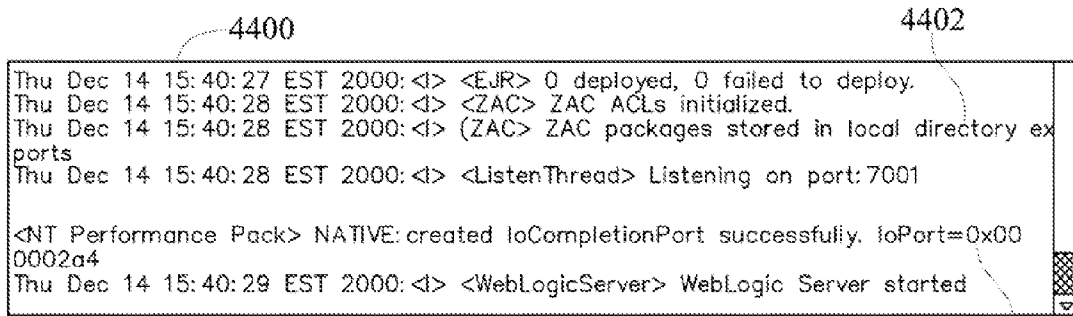 4400
4402
Thu Dec 14 15:40:27 EST 2000:<I> <EJR> 0 deployed, 0 failed to deploy.
Thu Dec 14 15:40:28 EST 2000:<I> <ZAC> ZAC ACLs initialized.
Thu Dec 14 15:40:28 EST 2000:<I> (ZAC> ZAC packages stored in local directory ex
ports
Thu Dec 14 15:40:28 EST 2000:<I> <ListenThread> Listening on port:7001
<NT Performance Pack> NATIVE:created IoCompletionPort successfully. IoPort=0x00
0002a4
Thu Dec 14 15:40:29 EST 2000:<I> <WebLogicServer> WebLogic Server started